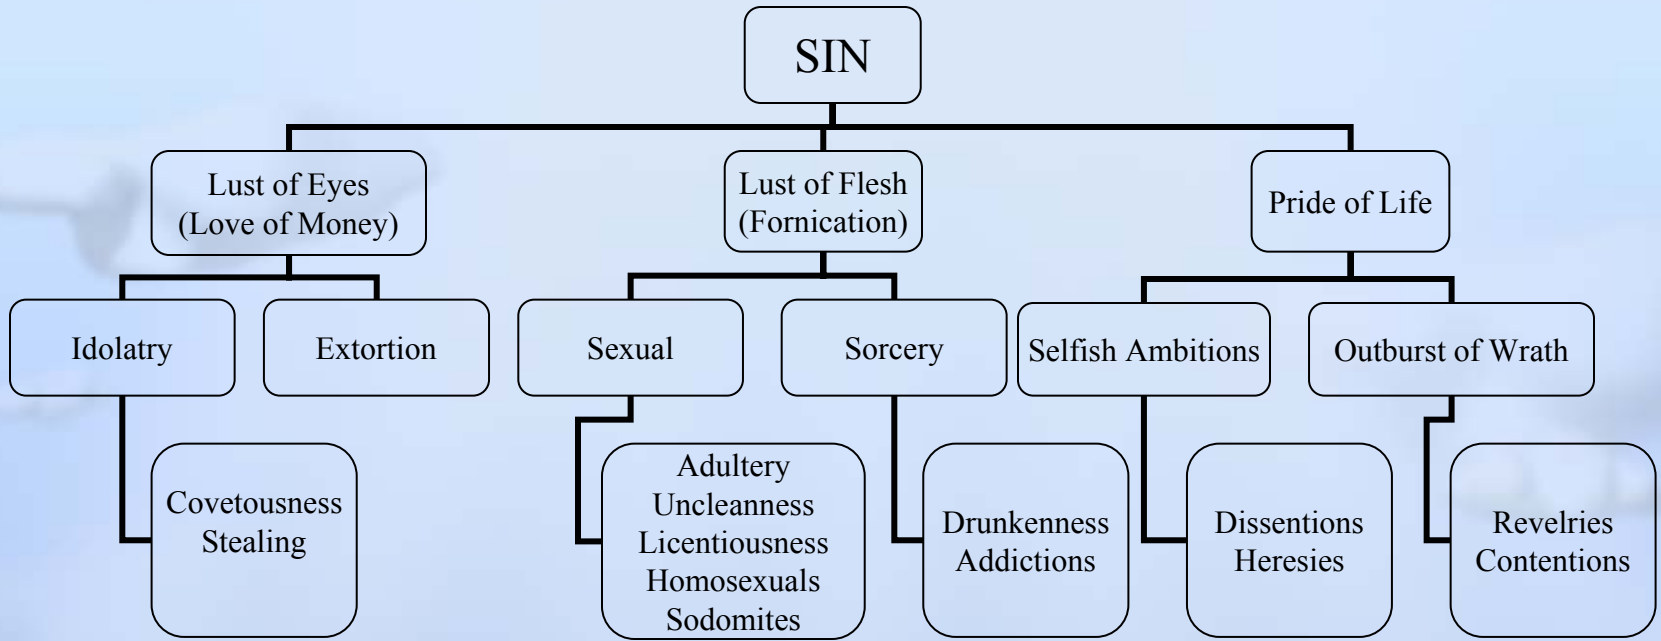 SIN
Lust of Eyes
(Love of Money)
Lust of Flesh
(Fornication)
Pride of Life
Idolatry
Extortion
Sexual
Sorcery
Selfish Ambitions
Outburst of Wrath
Covetousness
Stealing
Adultery
Uncleanness
Licentiousness
Homosexuals
Sodomites
Drunkenness
Addictions
Dissentions
Heresies
Revelries
Contentions